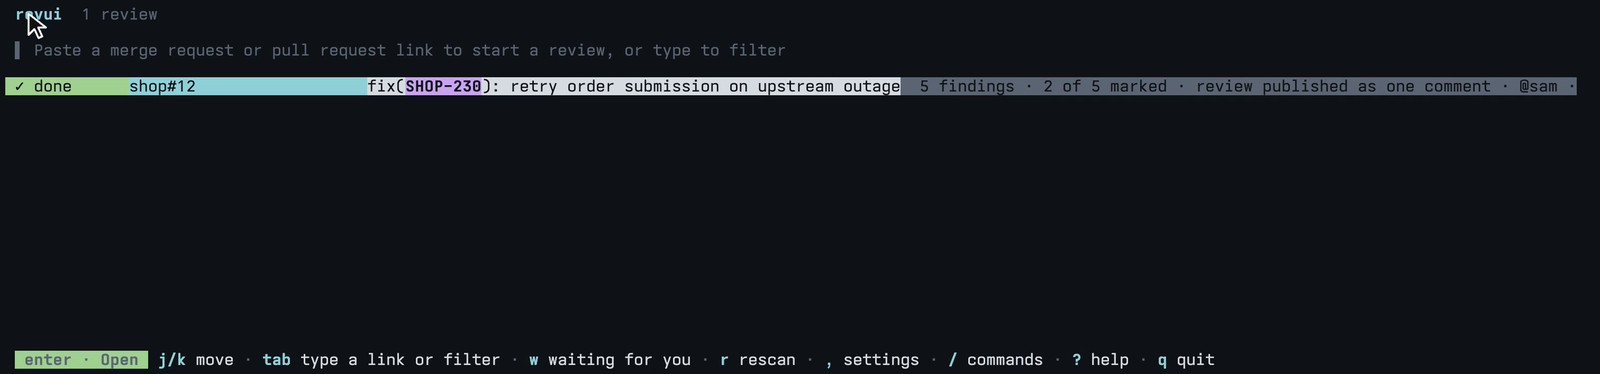 revui 1 review
Paste a merge request or pull request link to start a review, or type to filter
✓ done shop#12 fix(SHOP-230): retry order submission on upstream outage 5 findings · 2 of 5 marked · review published as one comment · @sam ·
enter · Open j/k move · tab type a link or filter · w waiting for you · r rescan · , settings · / commands · ? help · q quit